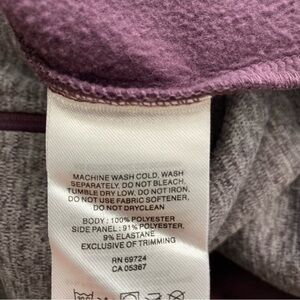 MACHINE WASH COLD, WASH
SEPARATELY. DO NOT BLEACH,
TUMBLE DRY LOW. DO NOT IRON,
DO NOT USE FABRIC SOFTENER,
DO NOT DRYCLEAN
BODY : 100% POLYESTER
SIDE PANEL : 91% POLYESTER,
9% ELASTANE
EXCLUSIVE OF TRIMMING
RN 69724
CA 05367